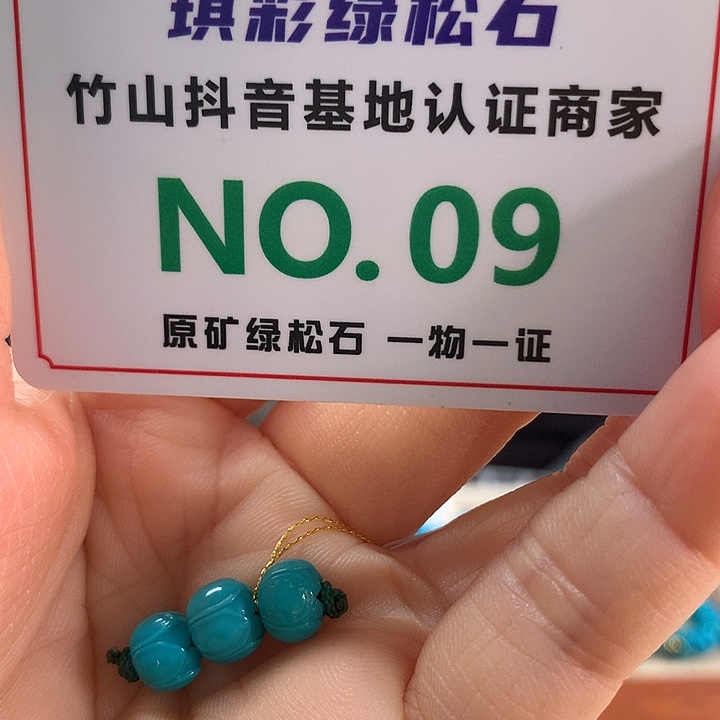 琪彩绿松石
竹山抖音基地认证商家
NO.09
原矿绿松石 一物一证